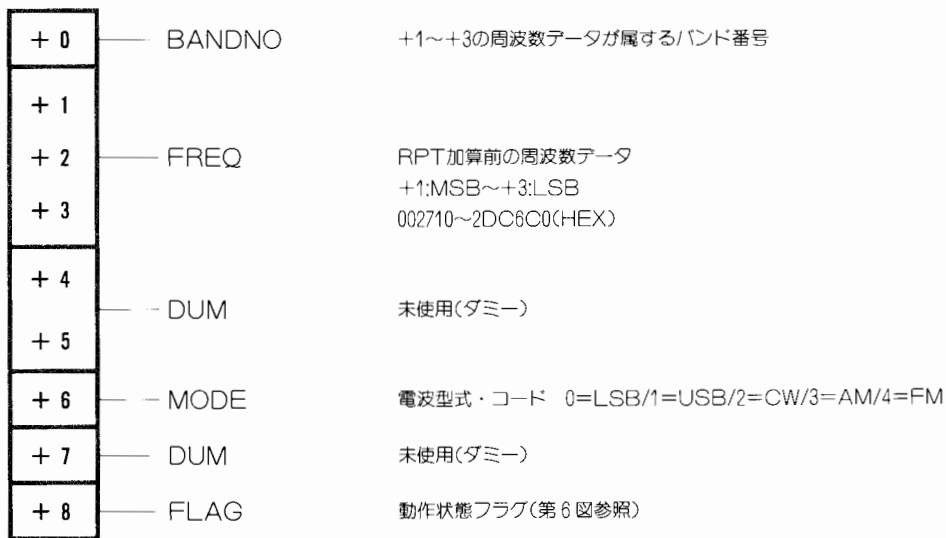 +0 BANDNO +1～+3の周波数データが属するバンド番号
+1
+2 FREQ RPT加算前の周波数データ
+1:MSB～+3:LSB
+3 002710～2DC6C0(HEX)
+4
DUM 未使用(ダミー)
+5
+6 MODE 電波型式・コード 0=LSB/1=USB/2=CW/3=AM/4=FM
+7 DUM 未使用(ダミー)
+8 FLAG 動作状態フラグ(第6図参照)